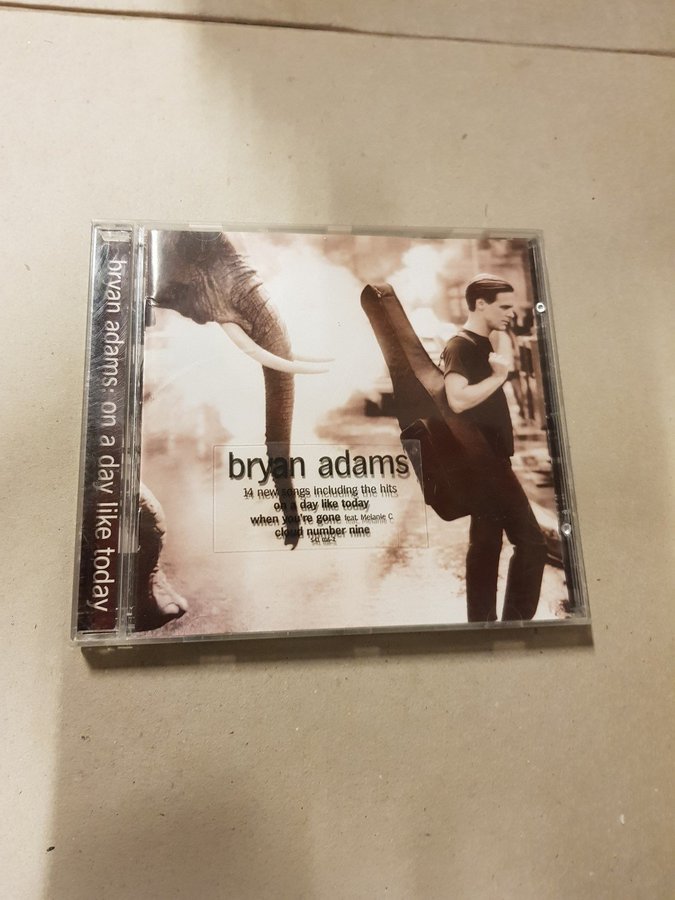 bryan adams: on a day like today
bryan adams
14 new songs including the hits
on a day like today
when you're gone feat. Melanie C.
cloud number nine